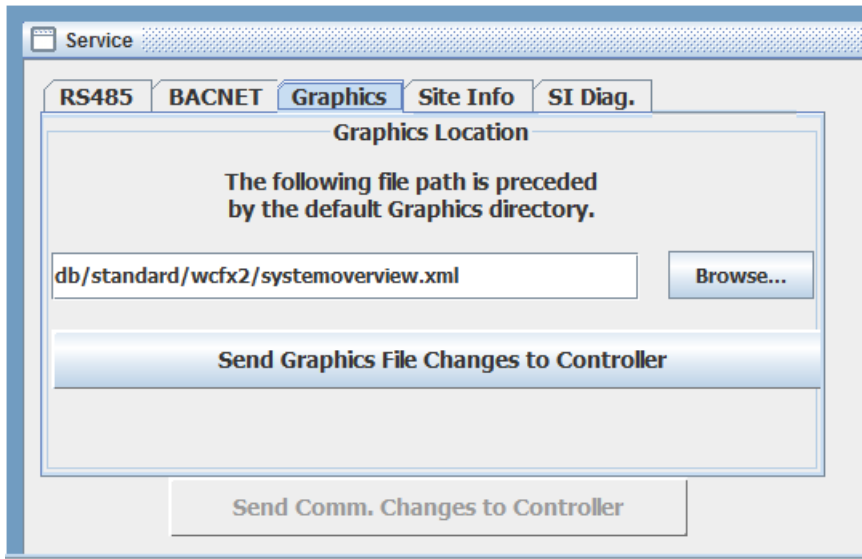 Service
RS485 BACNET Graphics Site Info SI Diag.
Graphics Location
The following file path is preceded
by the default Graphics directory.
db/standard/wcfx2/systemoverview.xml Browse...
Send Graphics File Changes to Controller
Send Comm. Changes to Controller